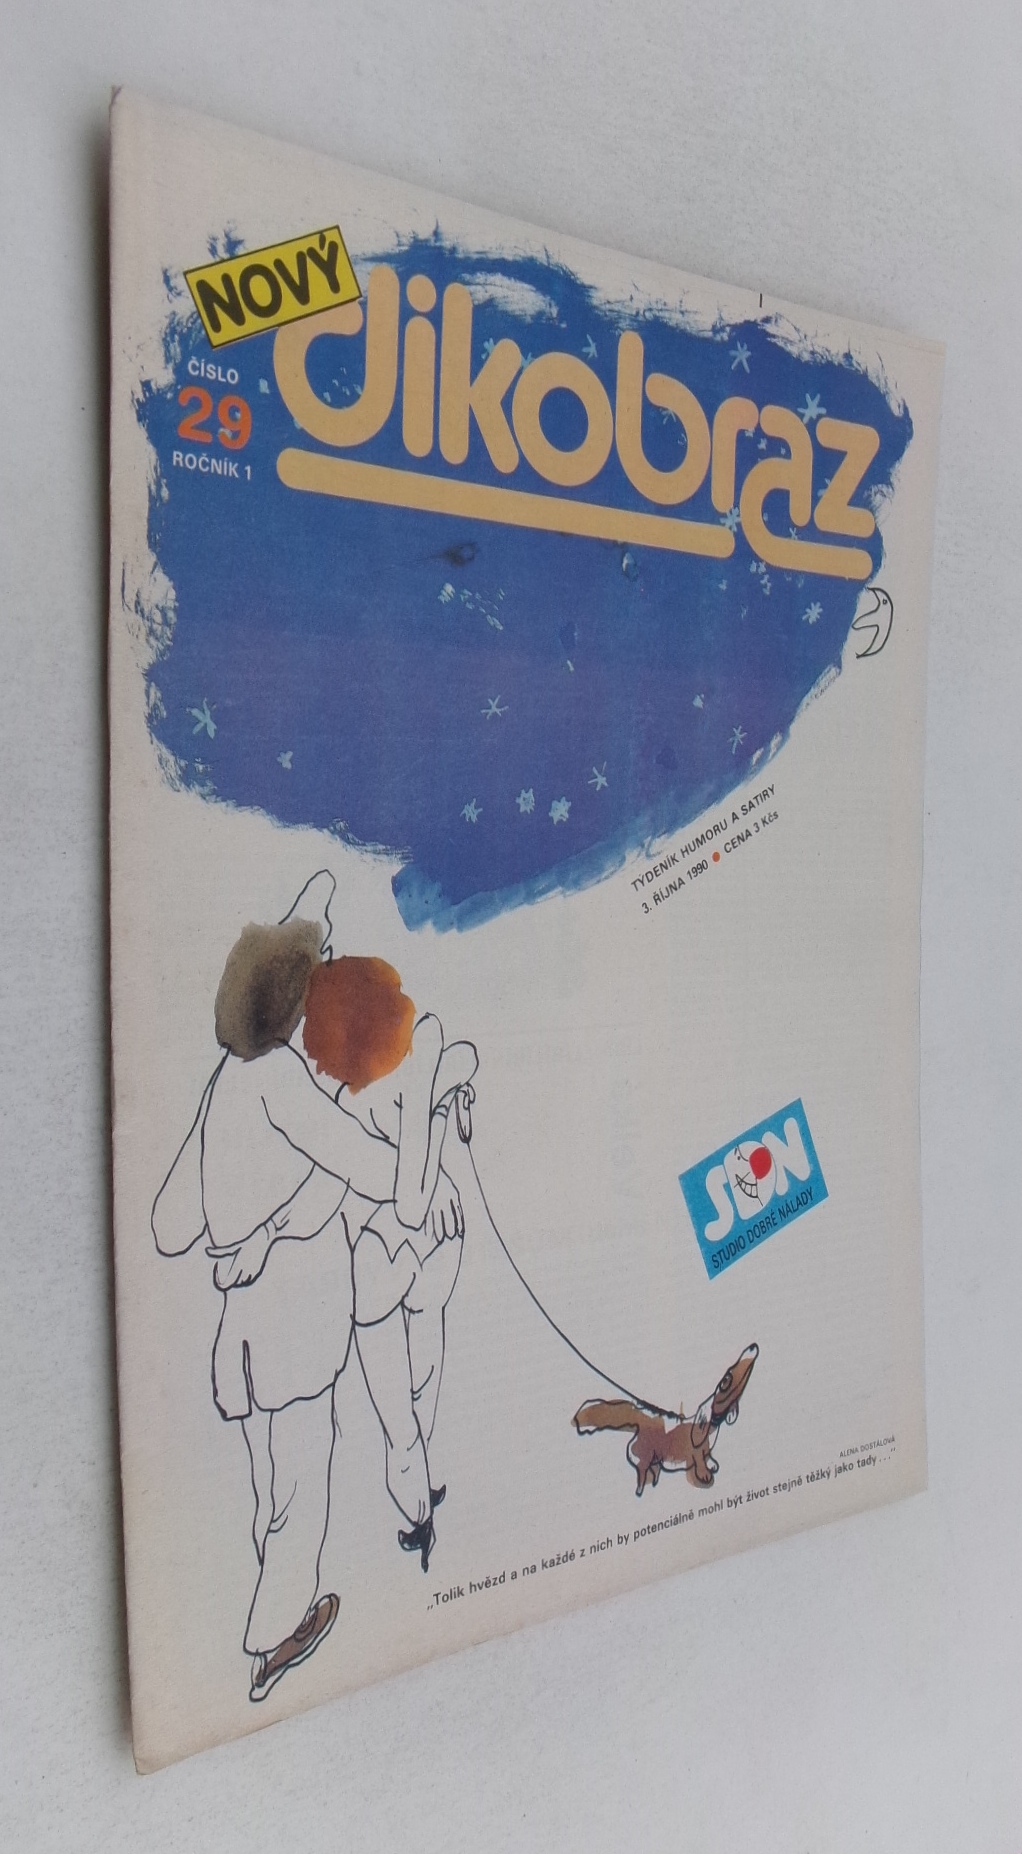 NOVÝ
dikobraz
ČÍSLO
29
ROČNÍK 1
TÝDENÍK HUMORU A SATIRY
3. ŘÍJNA 1990 ● CENA 3 Kčs
SDN
STUDIO DOBRÉ NÁLADY
ALENA DOSTÁLOVÁ
„Tolik hvězd a na každé z nich by potenciálně mohl být život stejně těžký jako tady . . .“